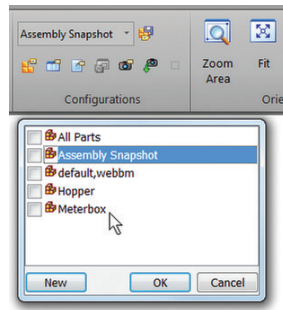 Assembly Snapshot
Zoom
Area
Fit
Configurations
Orie
All Parts
Assembly Snapshot
default,webbm
Hopper
Meterbox
New
OK
Cancel